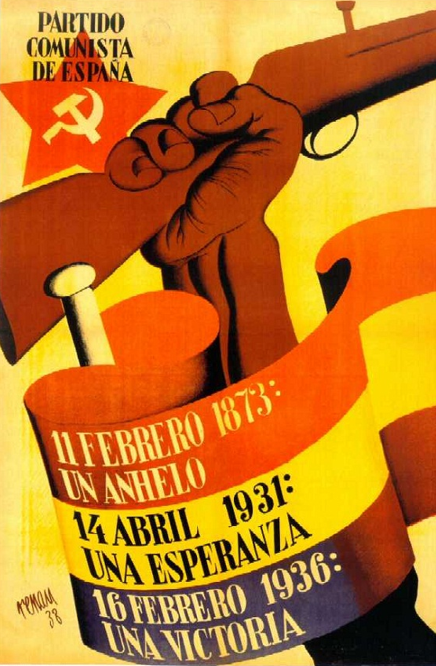 PARTIDO
COMUNISTA
DE ESPAÑA
11 FEBRERO 1873:
UN ANHELO
14 ABRIL 1931:
UNA ESPERANZA
16 FEBRERO 1936:
UNA VICTORIA
RENAU
38